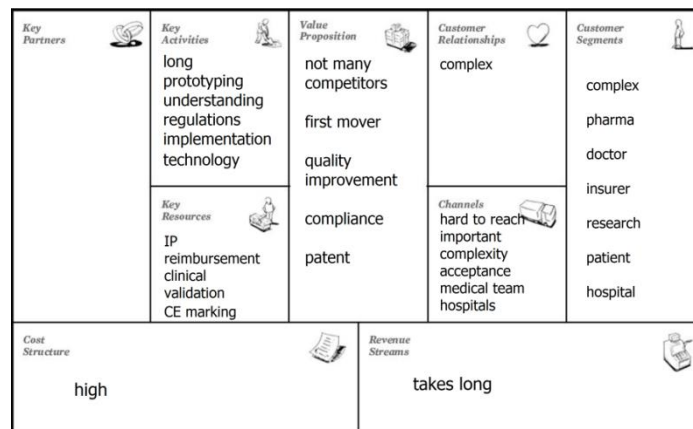 Key
Partners
Key
Activities
long
prototyping
understanding
regulations
implementation
technology
Key
Resources
IP
reimbursement
clinical
validation
CE marking
Value
Proposition
not many
competitors
first mover
quality
improvement
compliance
patent
Customer
Relationships
complex
Channels
hard to reach
important
complexity
acceptance
medical team
hospitals
Customer
Segments
complex
pharma
doctor
insurer
research
patient
hospital
Cost
Structure
high
Revenue
Streams
takes long